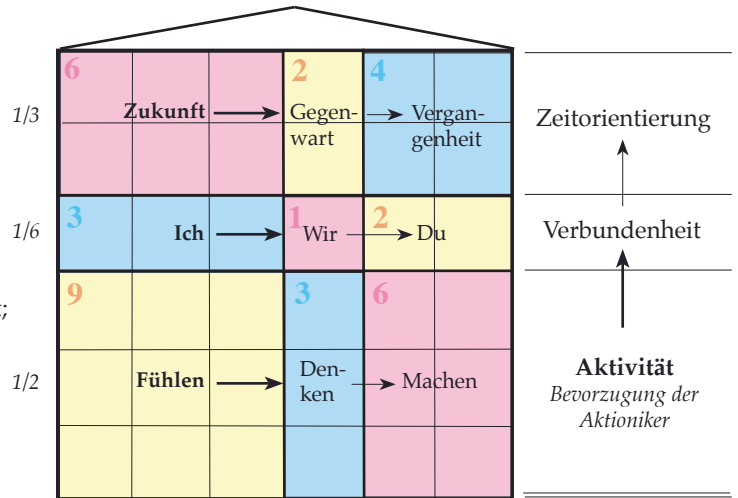 6 2 4
1/3 Zukunft Gegen- Vergan- Zeitorientierung
wart genheit
3 1 2
1/6 Ich Wir Du Verbundenheit
9 3 6
;
1/2 Fühlen Den- Machen Aktivität
ken Bevorzugung der
Aktioniker